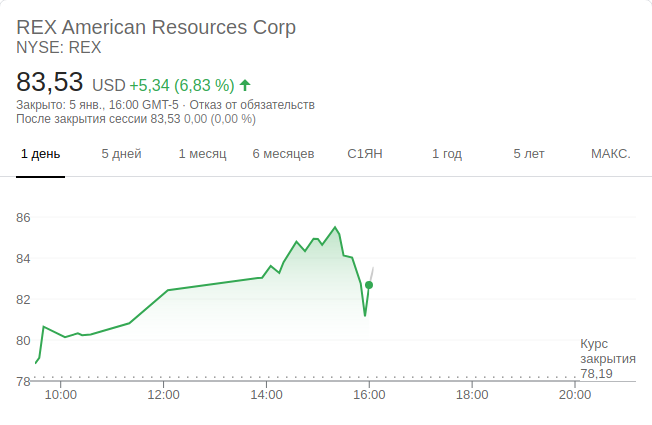 REX American Resources Corp
NYSE: REX
83,53 USD +5,34 (6,83 %)
Закрыто: 5 янв., 16:00 GMT-5 · Отказ от обязательств
После закрытия сессии 83,53 0,00 (0,00 %)
1 день 5 дней 1 месяц 6 месяцев С1ЯН 1 год 5 лет МАКС.
86
84
82
80
Курс
закрытия
78,19
78
10:00 12:00 14:00 16:00 18:00 20:00